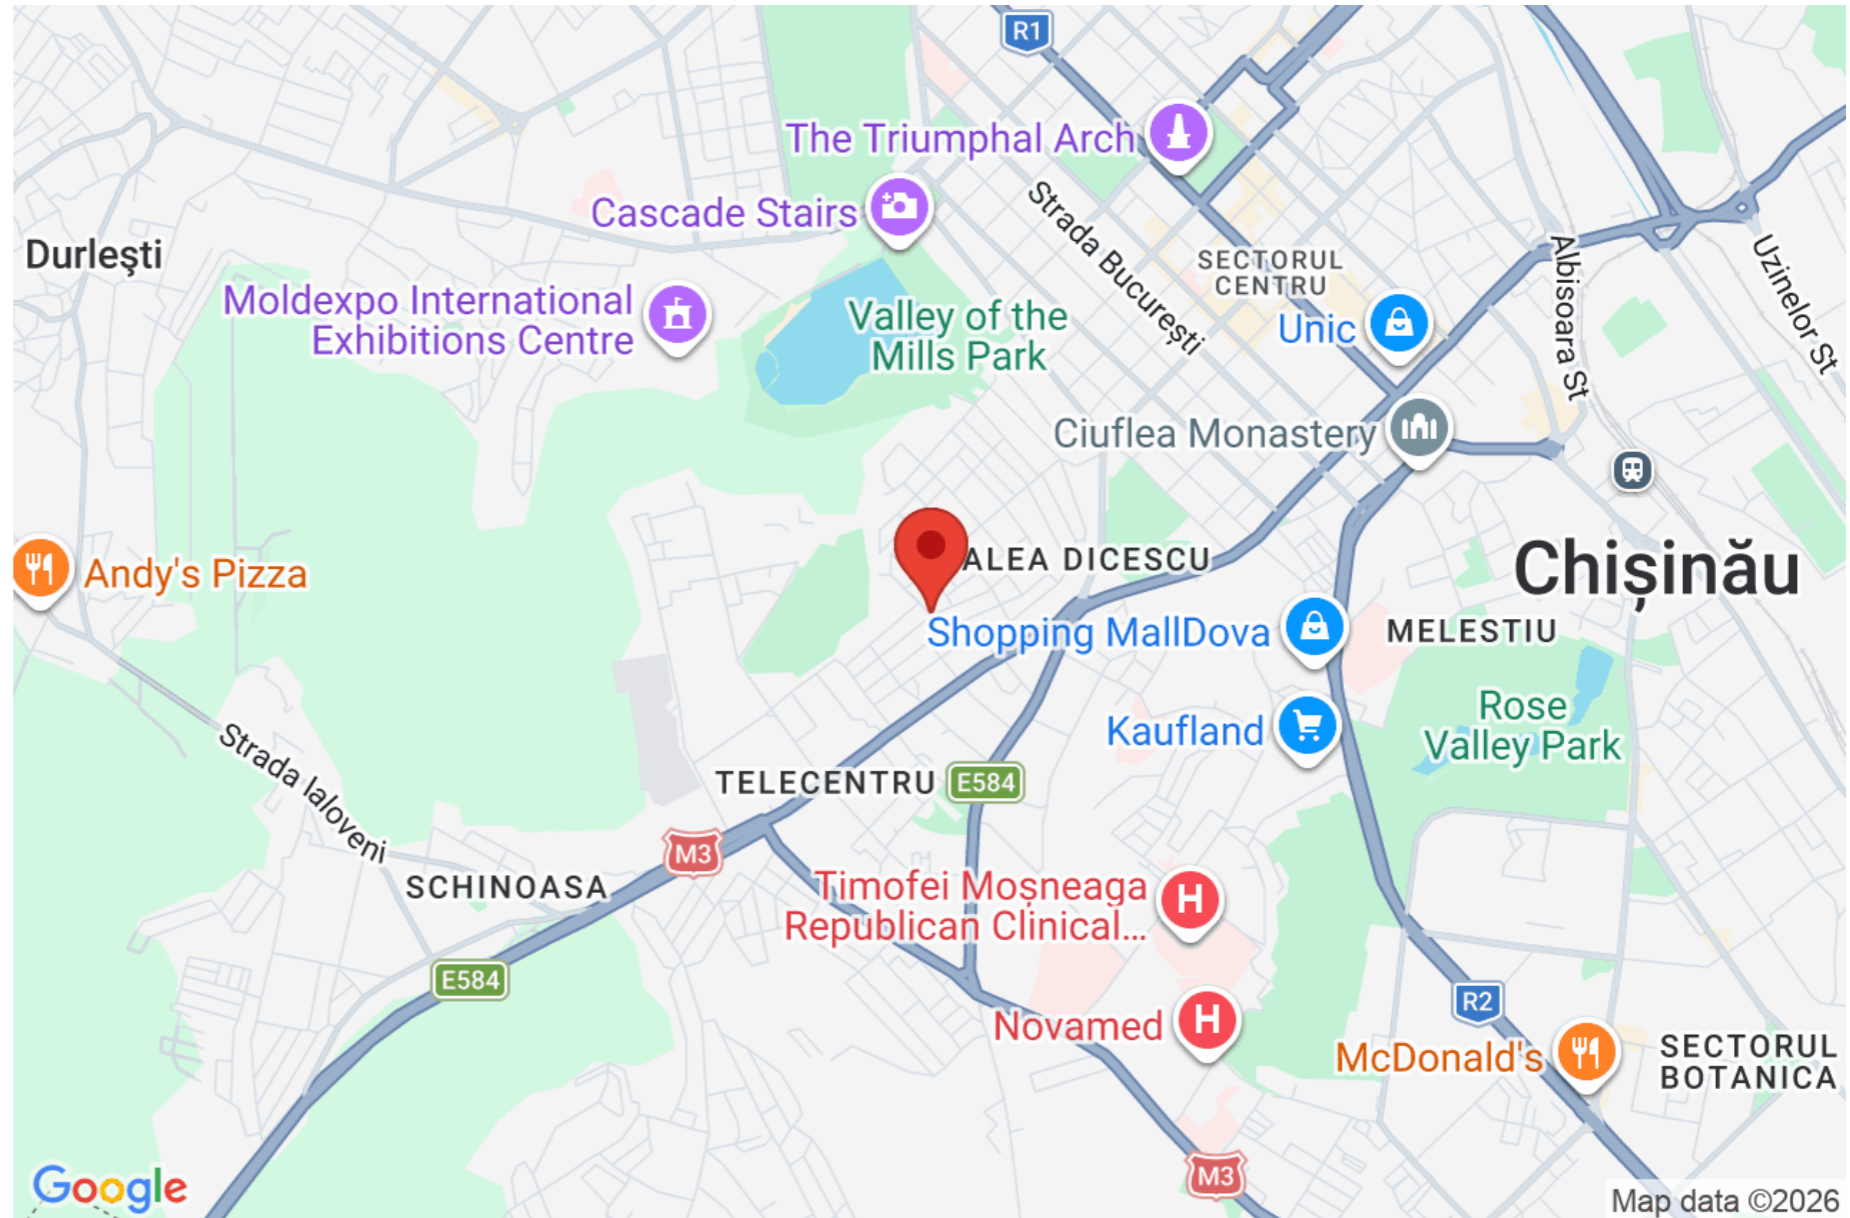 R1
The Triumphal Arch
Cascade Stairs
Strada București
Durleşti
SECTORUL
CENTRU
Albisoara St
Uzinelor St
Moldexpo International
Exhibitions Centre
Valley of the
Mills Park
Unic
Ciuflea Monastery
Andy's Pizza
ALEA DICESCU
Chișinău
Shopping MallDova
MELESTIU
Rose
Valley Park
Kaufland
Strada Ialoveni
TELECENTRU
E584
M3
SCHINOASA
Timofei Moșneaga
Republican Clinical...
H
E584
R2
Novamed
H
McDonald's
SECTORUL
BOTANICA
M3
Google
Map data ©2026